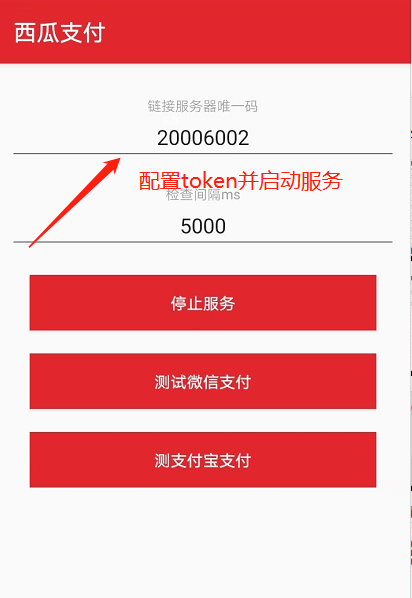 西瓜支付
链接服务器唯一码
20006002
配置token并启动服务
检查间隔ms
5000
停止服务
测试微信支付
测支付宝支付